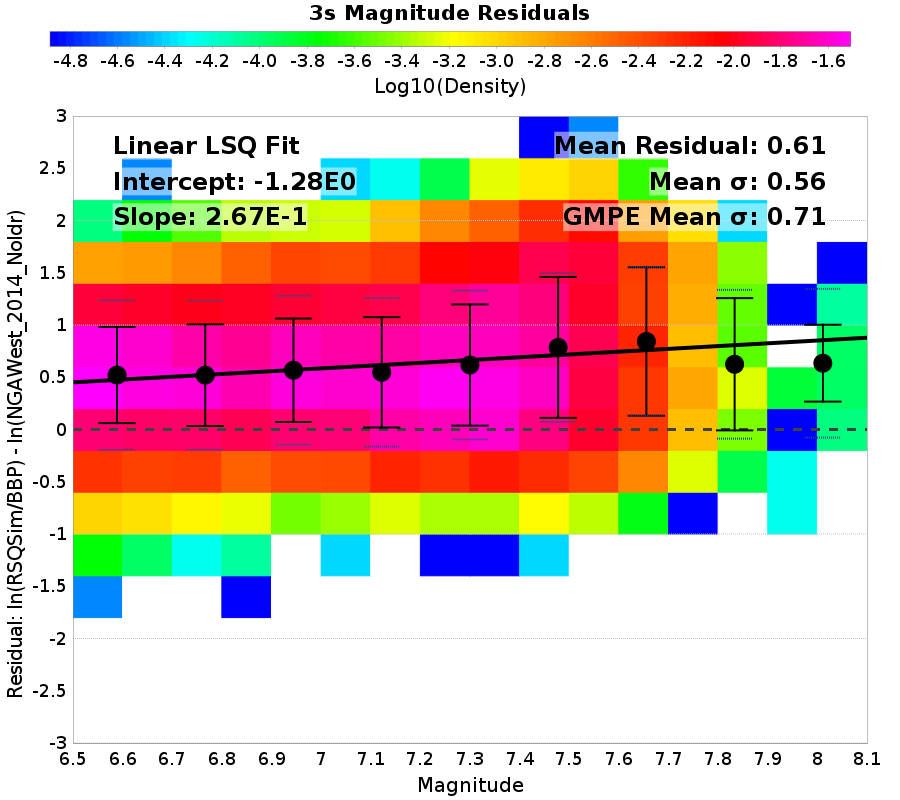 3s Magnitude Residuals
-4.8 -4.6 -4.4 -4.2 -4.0 -3.8 -3.6 -3.4 -3.2 -3.0 -2.8 -2.6 -2.4 -2.2 -2.0 -1.8 -1.6
Log10(Density)
Linear LSQ Fit
Intercept: -1.28E0
Slope: 2.67E-1
Mean Residual: 0.61
Mean σ: 0.56
GMPE Mean σ: 0.71
Residual: ln(RSQSim/BBP) - ln(NGAWest_2014_NoIdr)
3
2.5
2
1.5
1
0.5
0
-0.5
-1
-1.5
-2
-2.5
-3
6.5 6.6 6.7 6.8 6.9 7 7.1 7.2 7.3 7.4 7.5 7.6 7.7 7.8 7.9 8 8.1
Magnitude